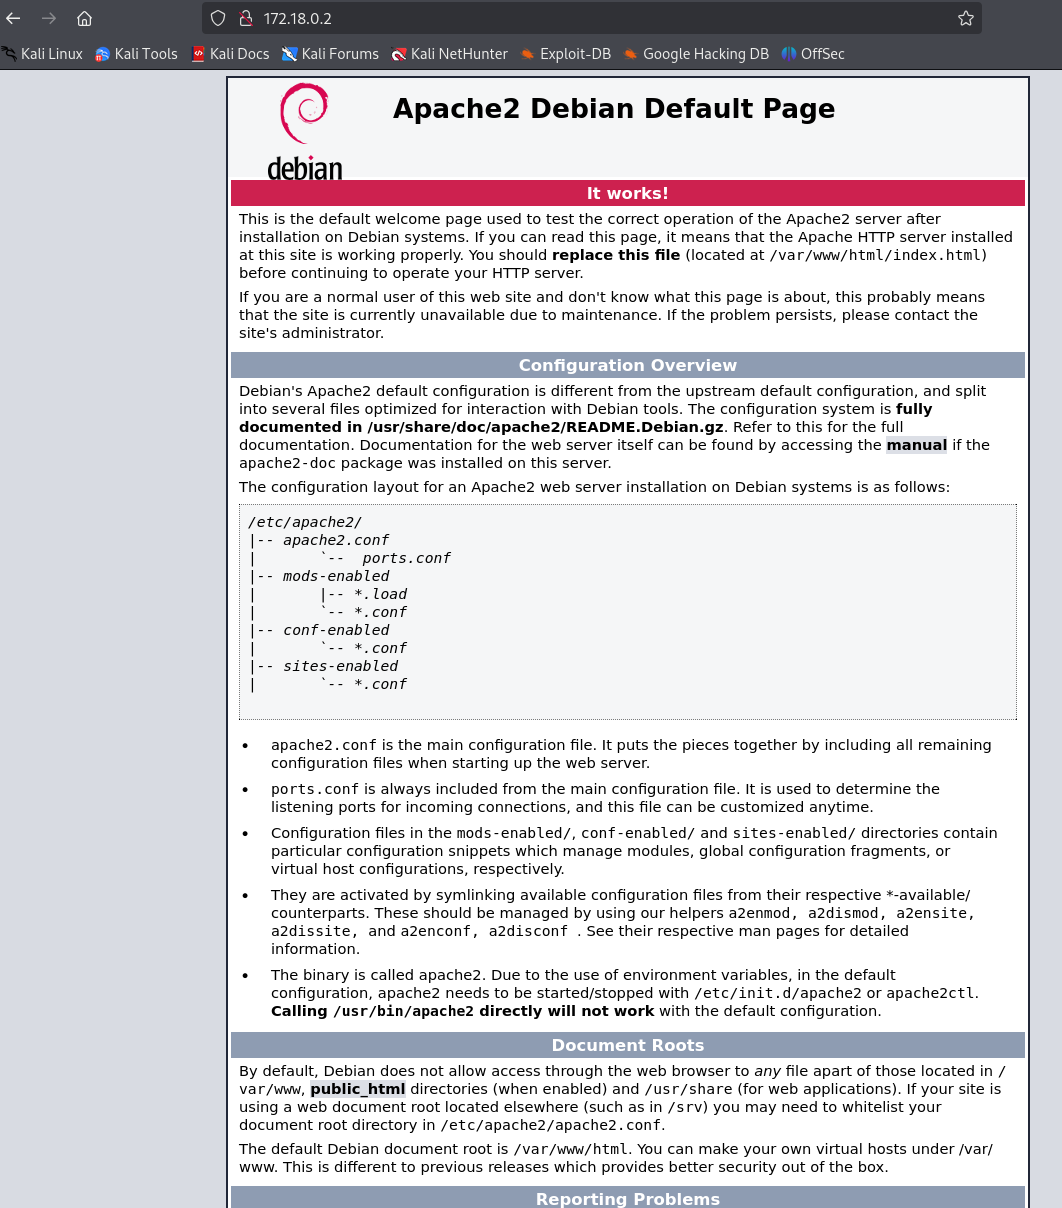 172.18.0.2
Kali Linux Kali Tools Kali Docs Kali Forums Kali NetHunter Exploit-DB Google Hacking DB OffSec
debian
Apache2 Debian Default Page
It works!
This is the default welcome page used to test the correct operation of the Apache2 server after
installation on Debian systems. If you can read this page, it means that the Apache HTTP server installed
at this site is working properly. You should replace this file (located at /var/www/html/index.html)
before continuing to operate your HTTP server.
If you are a normal user of this web site and don't know what this page is about, this probably means
that the site is currently unavailable due to maintenance. If the problem persists, please contact the
site's administrator.
Configuration Overview
Debian's Apache2 default configuration is different from the upstream default configuration, and split
into several files optimized for interaction with Debian tools. The configuration system is fully
documented in /usr/share/doc/apache2/README.Debian.gz. Refer to this for the full
documentation. Documentation for the web server itself can be found by accessing the manual if the
apache2-doc package was installed on this server.
The configuration layout for an Apache2 web server installation on Debian systems is as follows:
/etc/apache2/
|-- apache2.conf
|       `--  ports.conf
|-- mods-enabled
|       |-- *.load
|       `-- *.conf
|-- conf-enabled
|       `-- *.conf
|-- sites-enabled
|       `-- *.conf
• apache2.conf is the main configuration file. It puts the pieces together by including all remaining
configuration files when starting up the web server.
• ports.conf is always included from the main configuration file. It is used to determine the
listening ports for incoming connections, and this file can be customized anytime.
• Configuration files in the mods-enabled/, conf-enabled/ and sites-enabled/ directories contain
particular configuration snippets which manage modules, global configuration fragments, or
virtual host configurations, respectively.
• They are activated by symlinking available configuration files from their respective *-available/
counterparts. These should be managed by using our helpers a2enmod, a2dismod, a2ensite,
a2dissite, and a2enconf, a2disconf . See their respective man pages for detailed
information.
• The binary is called apache2. Due to the use of environment variables, in the default
configuration, apache2 needs to be started/stopped with /etc/init.d/apache2 or apache2ctl.
Calling /usr/bin/apache2 directly will not work with the default configuration.
Document Roots
By default, Debian does not allow access through the web browser to any file apart of those located in /
var/www, public_html directories (when enabled) and /usr/share (for web applications). If your site is
using a web document root located elsewhere (such as in /srv) you may need to whitelist your
document root directory in /etc/apache2/apache2.conf.
The default Debian document root is /var/www/html. You can make your own virtual hosts under /var/
www. This is different to previous releases which provides better security out of the box.
Reporting Problems